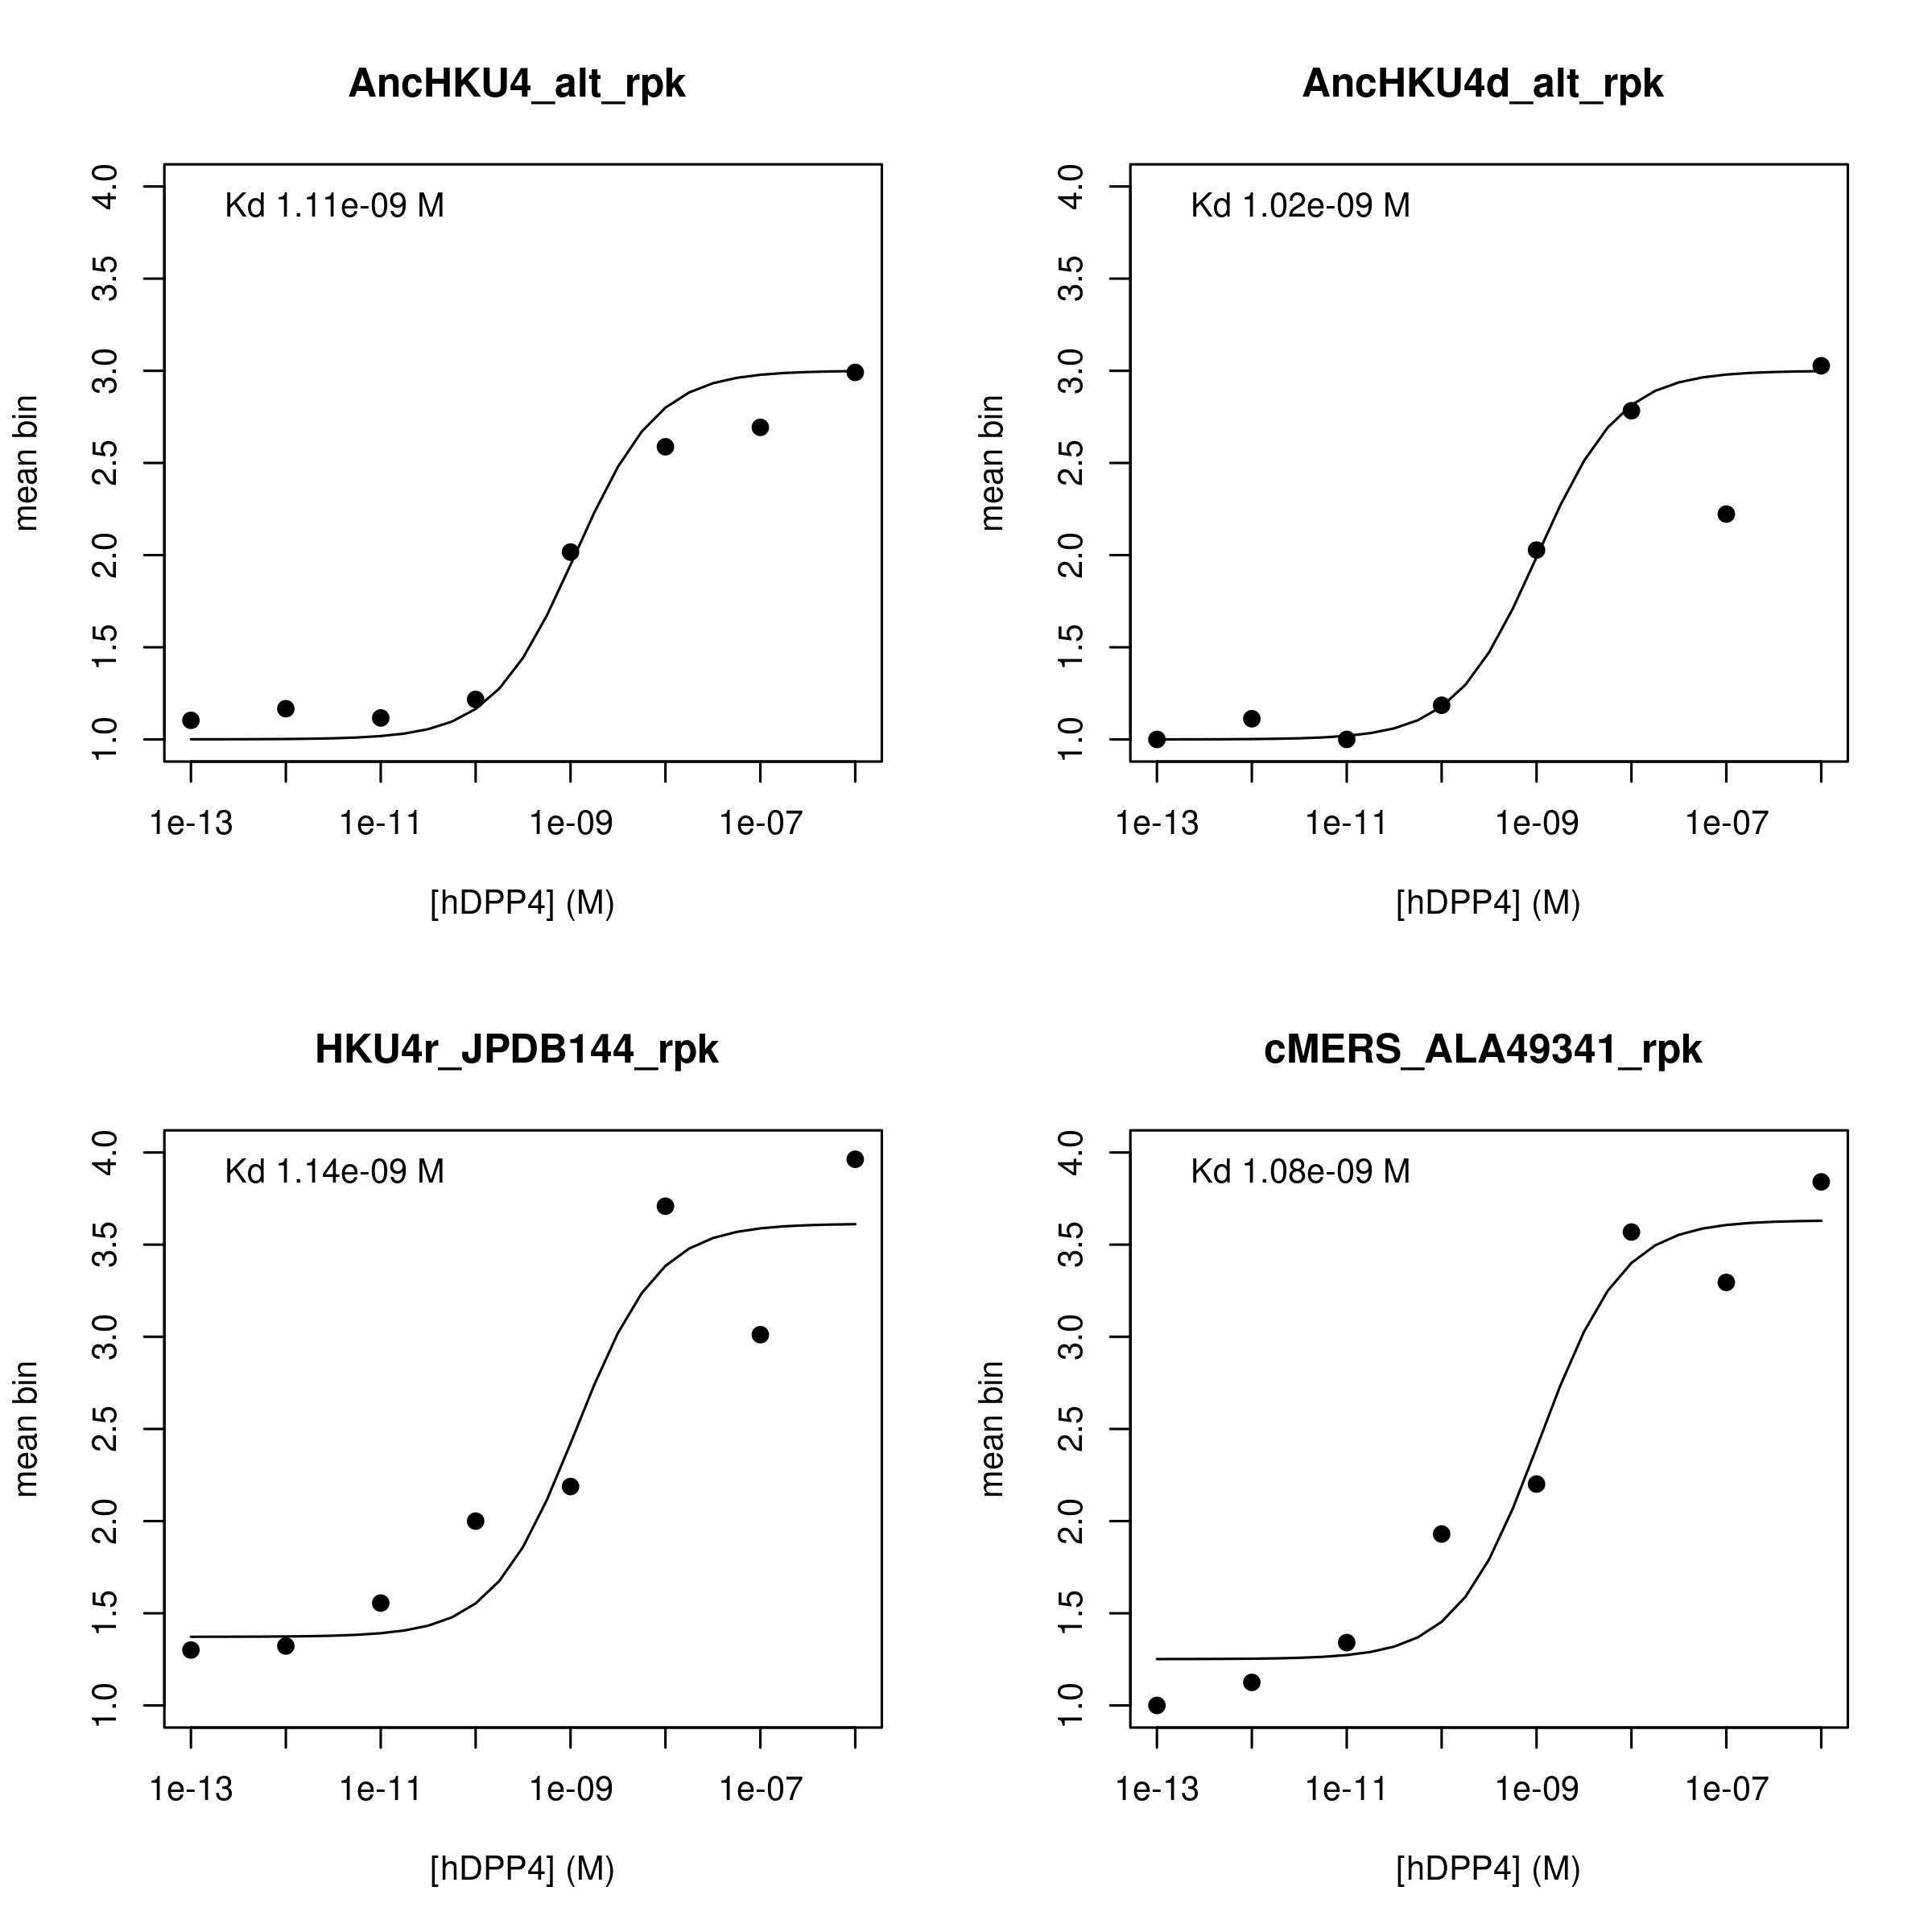 AncHKU4_alt_rpk
Kd 1.11e-09 M
mean bin
4.0
3.5
3.0
2.5
2.0
1.5
1.0
1e-13 1e-11 1e-09 1e-07
[hDPP4] (M)
AncHKU4d_alt_rpk
Kd 1.02e-09 M
mean bin
4.0
3.5
3.0
2.5
2.0
1.5
1.0
1e-13 1e-11 1e-09 1e-07
[hDPP4] (M)
HKU4r_JPDB144_rpk
Kd 1.14e-09 M
mean bin
4.0
3.5
3.0
2.5
2.0
1.5
1.0
1e-13 1e-11 1e-09 1e-07
[hDPP4] (M)
cMERS_ALA49341_rpk
Kd 1.08e-09 M
mean bin
4.0
3.5
3.0
2.5
2.0
1.5
1.0
1e-13 1e-11 1e-09 1e-07
[hDPP4] (M)